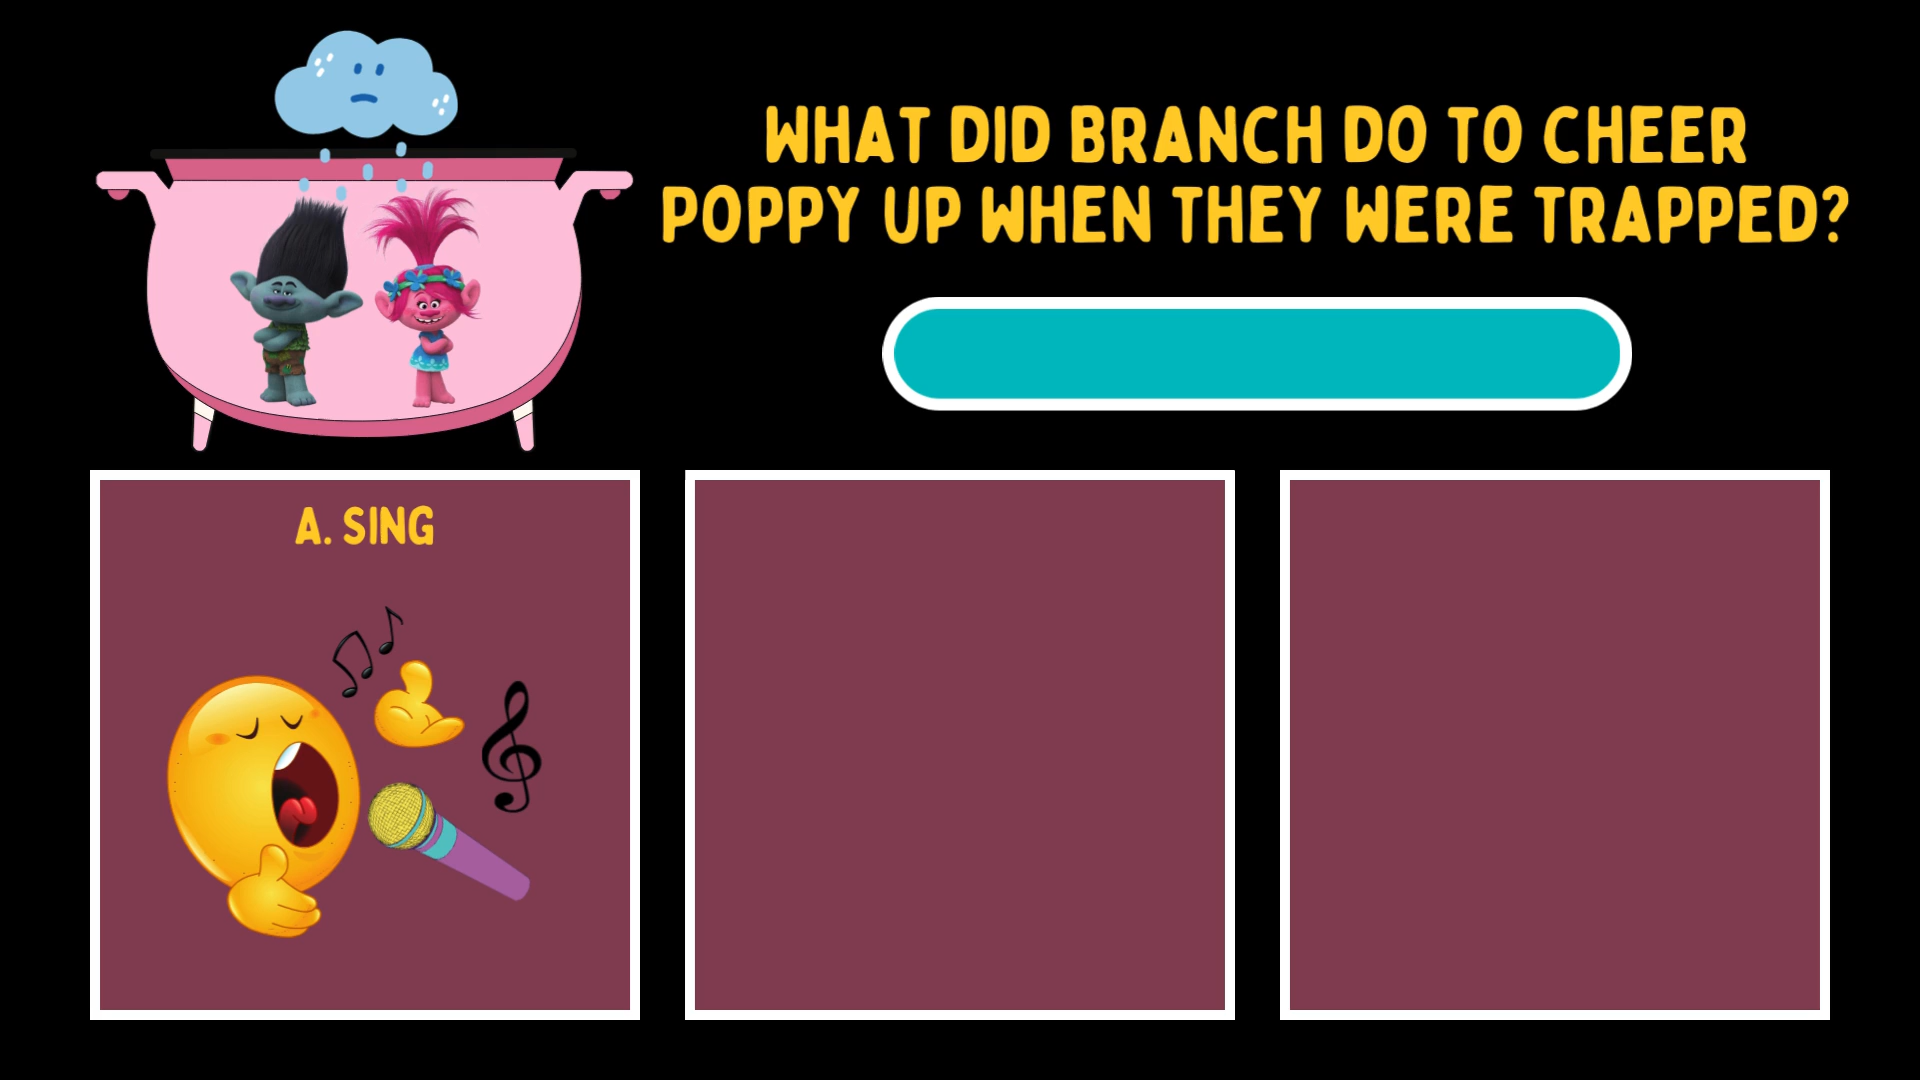 WHAT DID BRANCH DO TO CHEER
POPPY UP WHEN THEY WERE TRAPPED?
A. SING